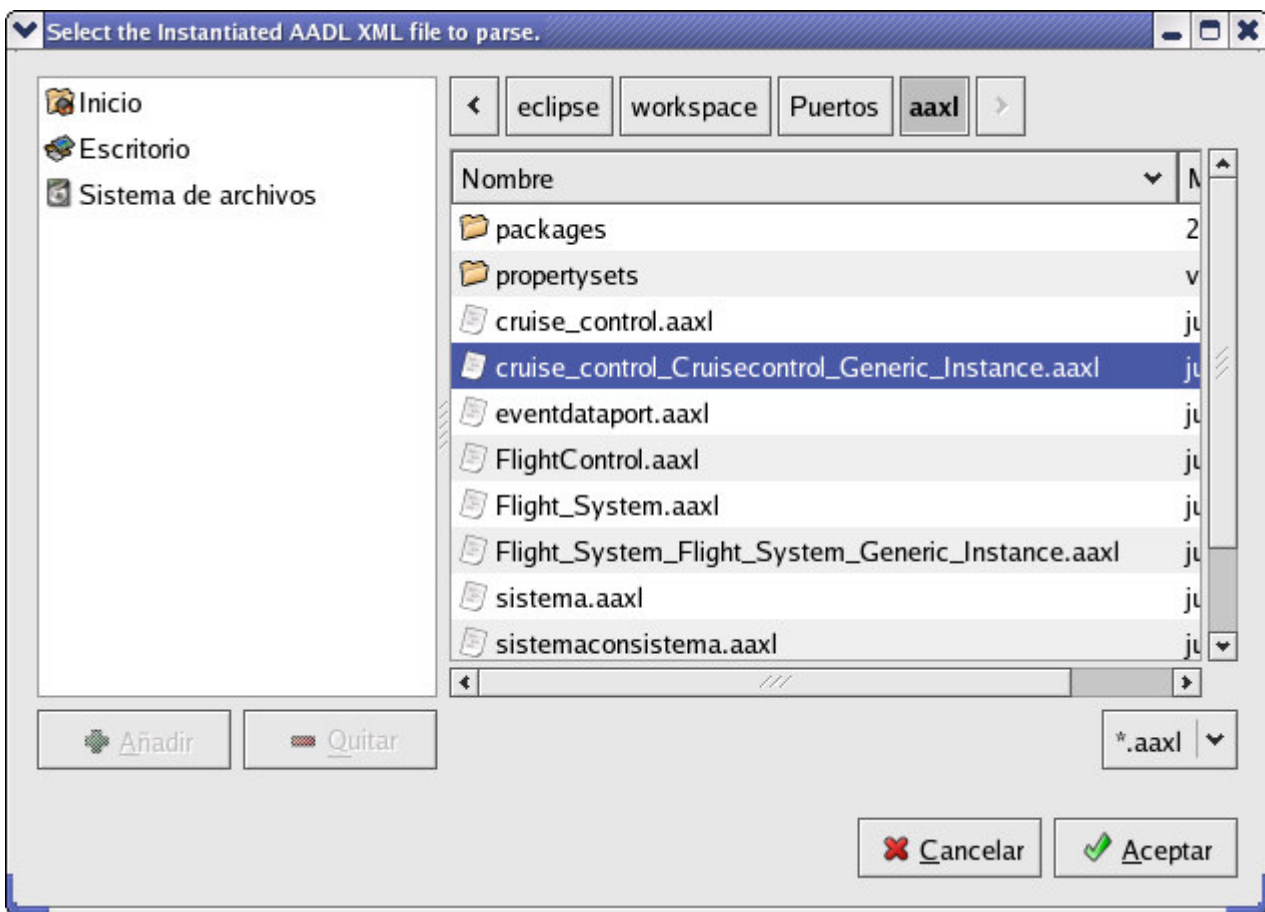 Select the Instantiated AADL XML file to parse.
Inicio
Escritorio
Sistema de archivos
eclipse workspace Puertos aaxl
Nombre
packages
propertysets
cruise_control.aaxl
cruise_control_Cruisecontrol_Generic_Instance.aaxl
eventdataport.aaxl
FlightControl.aaxl
Flight_System.aaxl
Flight_System_Flight_System_Generic_Instance.aaxl
sistema.aaxl
sistemaconsistema.aaxl
Añadir Quitar
*.aaxl
Cancelar Aceptar